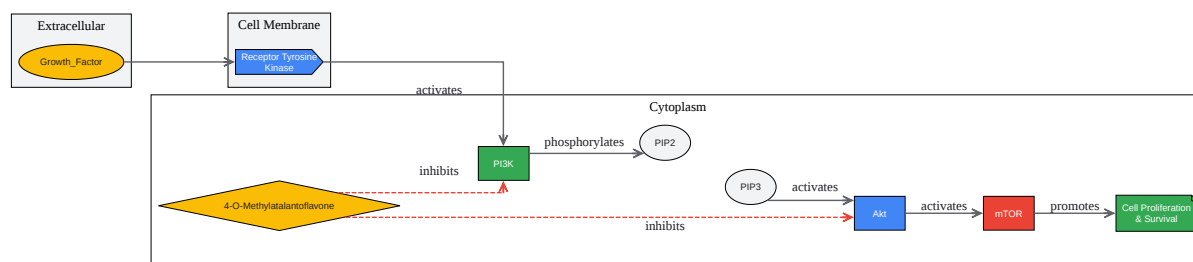 Extracellular
Cell Membrane
Growth_Factor
Receptor Tyrosine
Kinase
activates
Cytoplasm
phosphorylates
PIP2
PI3K
inhibits
PIP3
activates
4-O-Methylatalantoflavone
inhibits
Akt
activates
mTOR
promotes
Cell Proliferation
& Survival